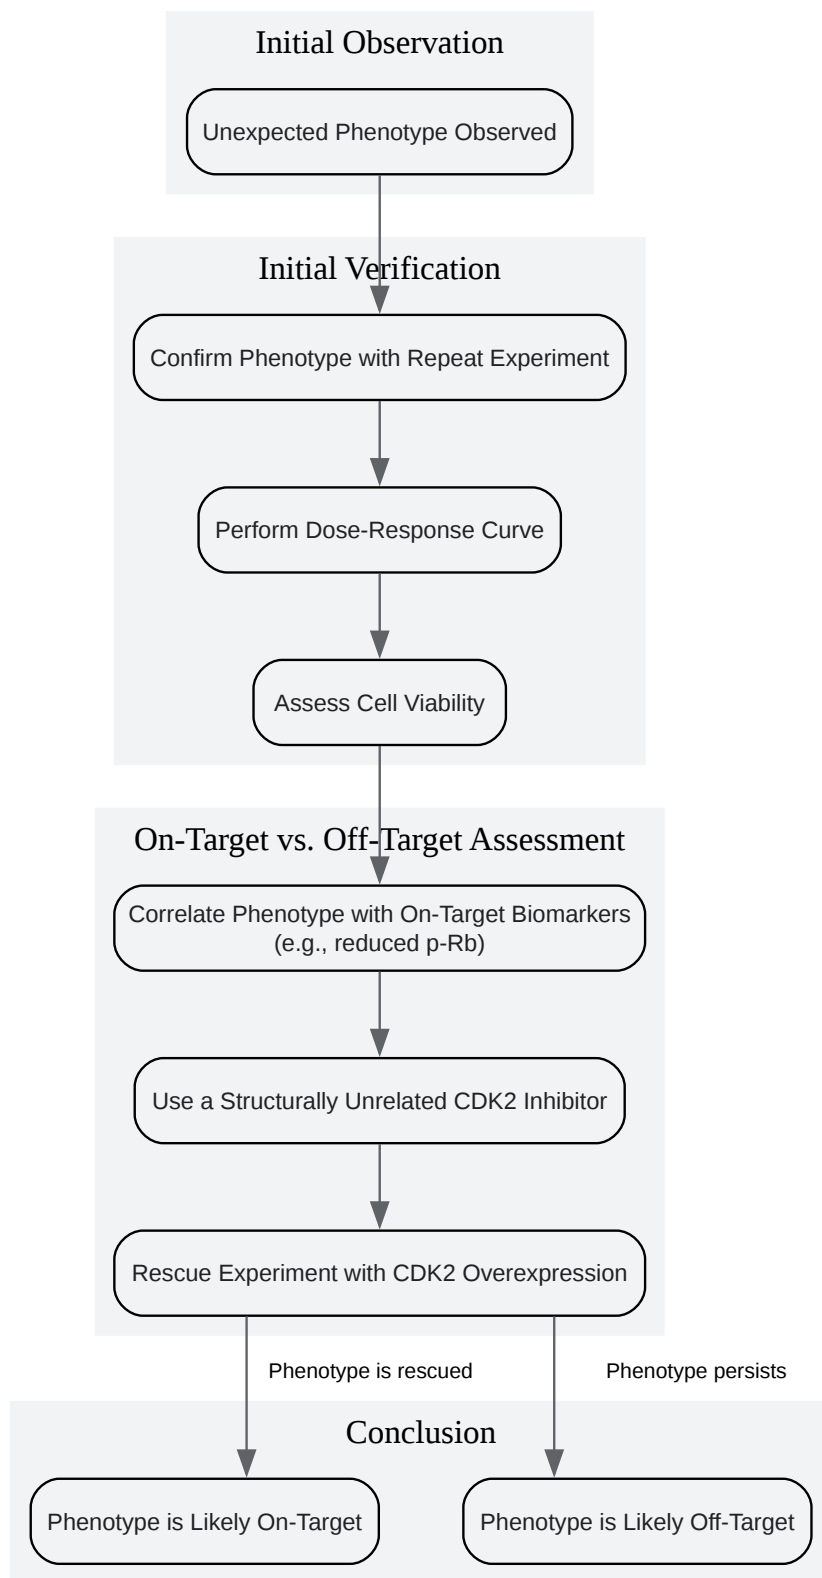 Initial Observation
Unexpected Phenotype Observed
Initial Verification
Confirm Phenotype with Repeat Experiment
Perform Dose-Response Curve
Assess Cell Viability
On-Target vs. Off-Target Assessment
Correlate Phenotype with On-Target Biomarkers
(e.g., reduced p-Rb)
Use a Structurally Unrelated CDK2 Inhibitor
Rescue Experiment with CDK2 Overexpression
Phenotype is rescued
Phenotype persists
Conclusion
Phenotype is Likely On-Target
Phenotype is Likely Off-Target